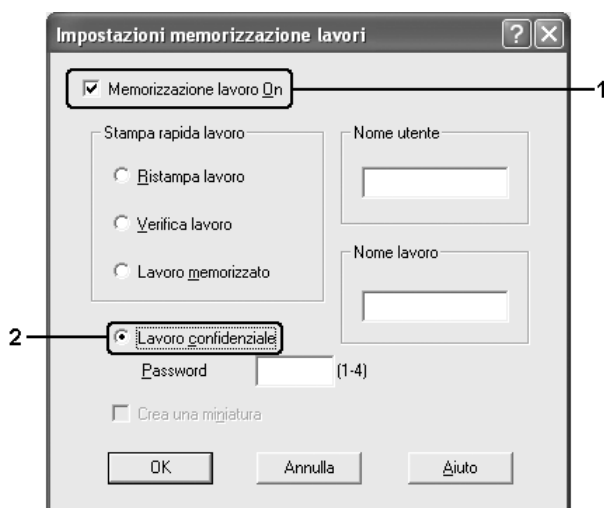 Impostazioni memorizzazione lavori
Memorizzazione lavoro On
1
Stampa rapida lavoro
Nome utente
Ristampa lavoro
Verifica lavoro
Nome lavoro
Lavoro memorizzato
2
Lavoro confidenziale
Password (1-4)
Crea una miniatura
OK Annulla Aiuto